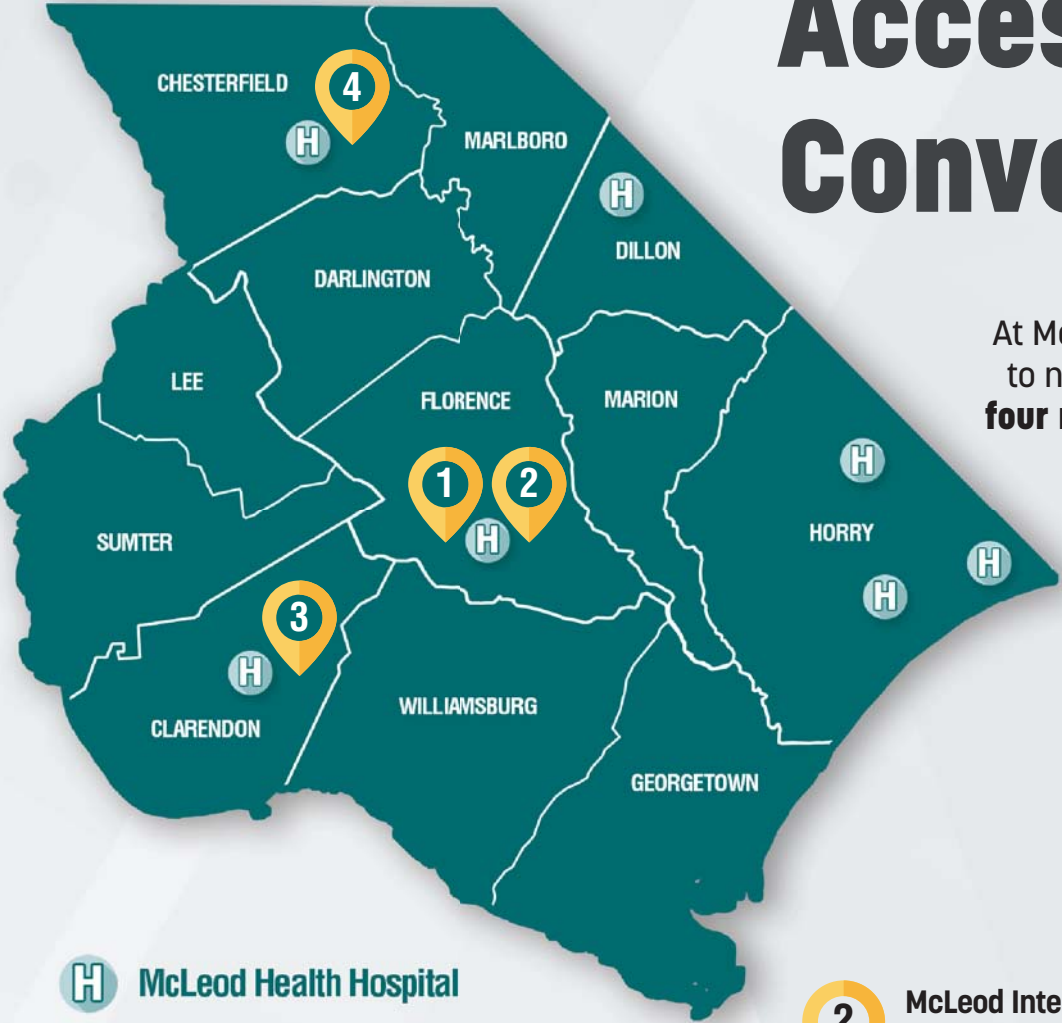 Acces
Conve
CHESTERFIELD
4
H
MARLBORO
H
DILLON
DARLINGTON
At Mc
to n
four
LEE
FLORENCE
MARION
1
2
H
H
HORRY
H
H
SUMTER
3
H
CLARENDON
WILLIAMSBURG
GEORGETOWN
H McLeod Health Hospital
2
McLeod Inte